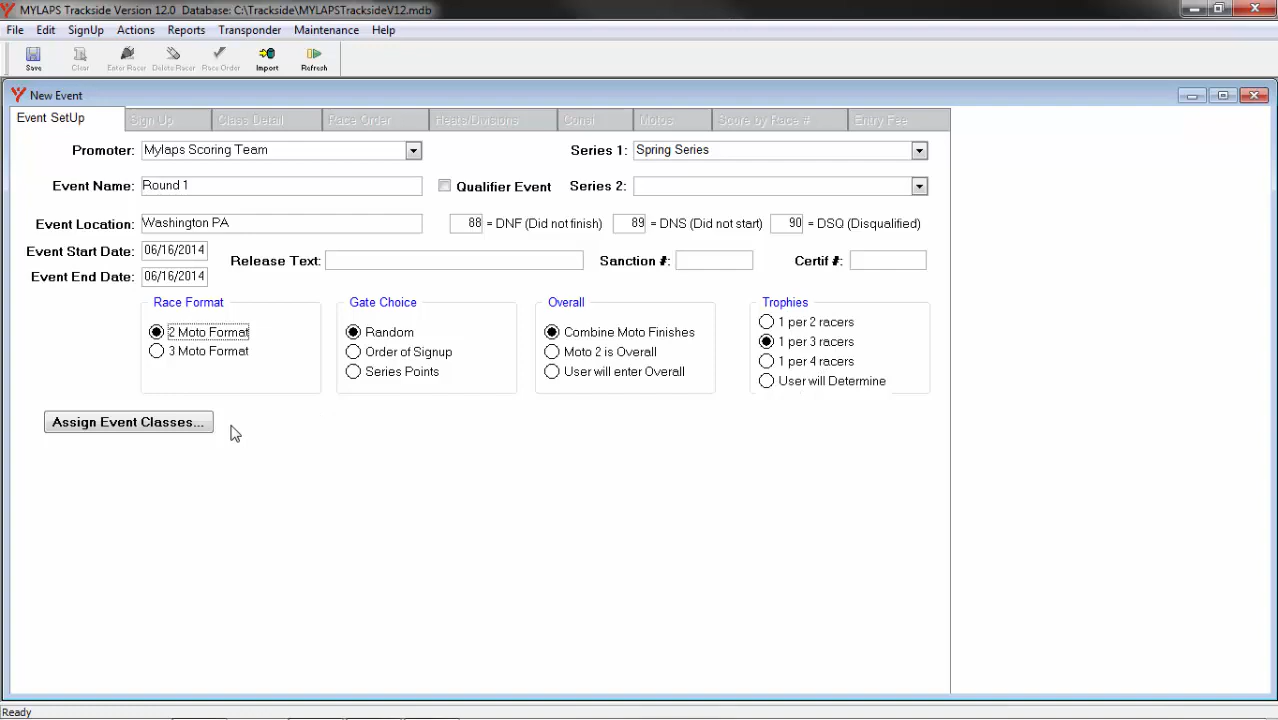 MYLAPS Trackside Version 12.0 Database: C:\Trackside\MYLAPSTracksideV12.mdb
File Edit SignUp Actions Reports Transponder Maintenance Help
Save Clear Enter Racer Delete Racer Race Order Import Refresh
New Event
Event SetUp Sign Up Class Detail Race Order Heats/Divisions Consi Motos Score by Race # Entry Fee
Promoter: Mylaps Scoring Team Series 1: Spring Series
Event Name: Round 1 Qualifier Event Series 2:
Event Location: Washington PA 88 = DNF (Did not finish) 89 = DNS (Did not start) 90 = DSQ (Disqualified)
Event Start Date: 06/16/2014
Release Text: Sanction #: Certif #:
Event End Date: 06/16/2014
Race Format Gate Choice Overall Trophies
2 Moto Format Random Combine Moto Finishes 1 per 2 racers
3 Moto Format Order of Signup Moto 2 is Overall 1 per 3 racers
Series Points User will enter Overall 1 per 4 racers
User will Determine
Assign Event Classes...
Ready